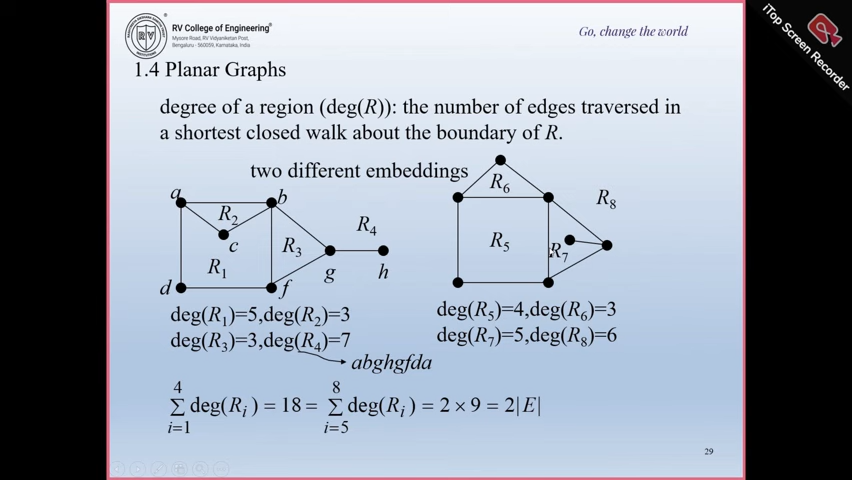 RV College of Engineering®
Mysore Road, RV Vidyaniketan Post,
Bengaluru - 560059, Karnataka, India
Go, change the world
iTop Screen Recorder
1.4 Planar Graphs
degree of a region (deg(R)): the number of edges traversed in
a shortest closed walk about the boundary of R.
two different embeddings
a
b
R2
c
R1
d
f
R3
R4
g
h
R6
R5
R7
R8
deg(R5)=4,deg(R6)=3
deg(R7)=5,deg(R8)=6
deg(R1)=5,deg(R2)=3
deg(R3)=3,deg(R4)=7
abghgfda
4∑i=1 deg(Ri) = 18 = 8∑i=5 deg(Ri) = 2 × 9 = 2|E|
29